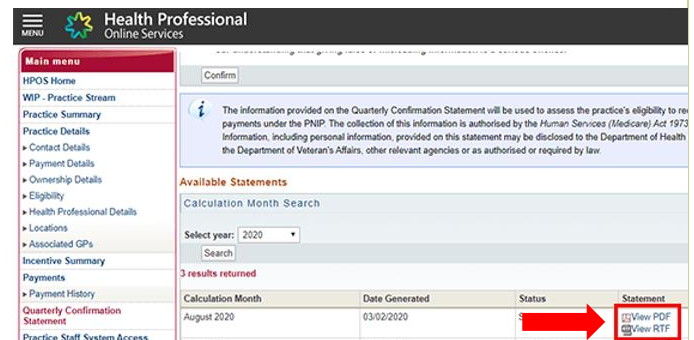 MENU
Health Professional
Online Services
Main menu
HPOS Home
WIP - Practice Stream
Practice Summary
Practice Details
▸ Contact Details
▸ Payment Details
▸ Ownership Details
▸ Eligibility
▸ Health Professional Details
▸ Locations
▸ Associated GPs
Incentive Summary
Payments
▸ Payment History
Quarterly Confirmation
Statement
Practice Staff System Access
Confirm
i
The information provided on the Quarterly Confirmation Statement will be used to assess the practice's eligibility to
payments under the PNIP. The collection of this information is authorised by the Human Services (Medicare) Act 1973
Information, including personal information, provided on this statement may be disclosed to the Department of Health
the Department of Veteran's Affairs, other relevant agencies or as authorised or required by law.
Available Statements
Calculation Month Search
Select year: 2020
Search
3 results returned
Calculation Month Date Generated Status Statement
August 2020 03/02/2020 S View PDF
View RTF